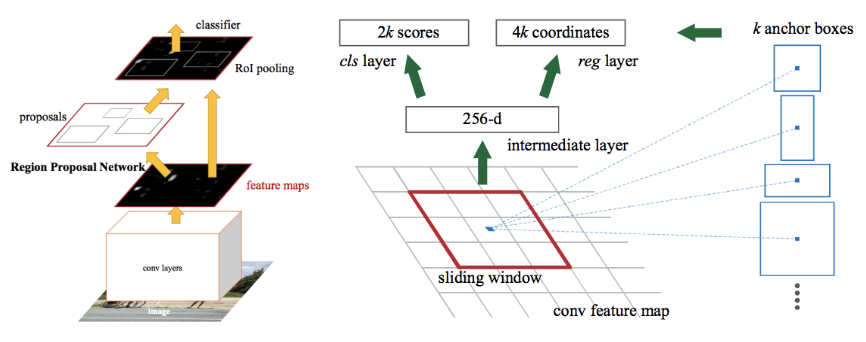 classifier
RoI pooling
proposals
Region Proposal Network
feature maps
conv layers
image
2k scores
4k coordinates
k anchor boxes
cls layer
reg layer
256-d
intermediate layer
sliding window
conv feature map